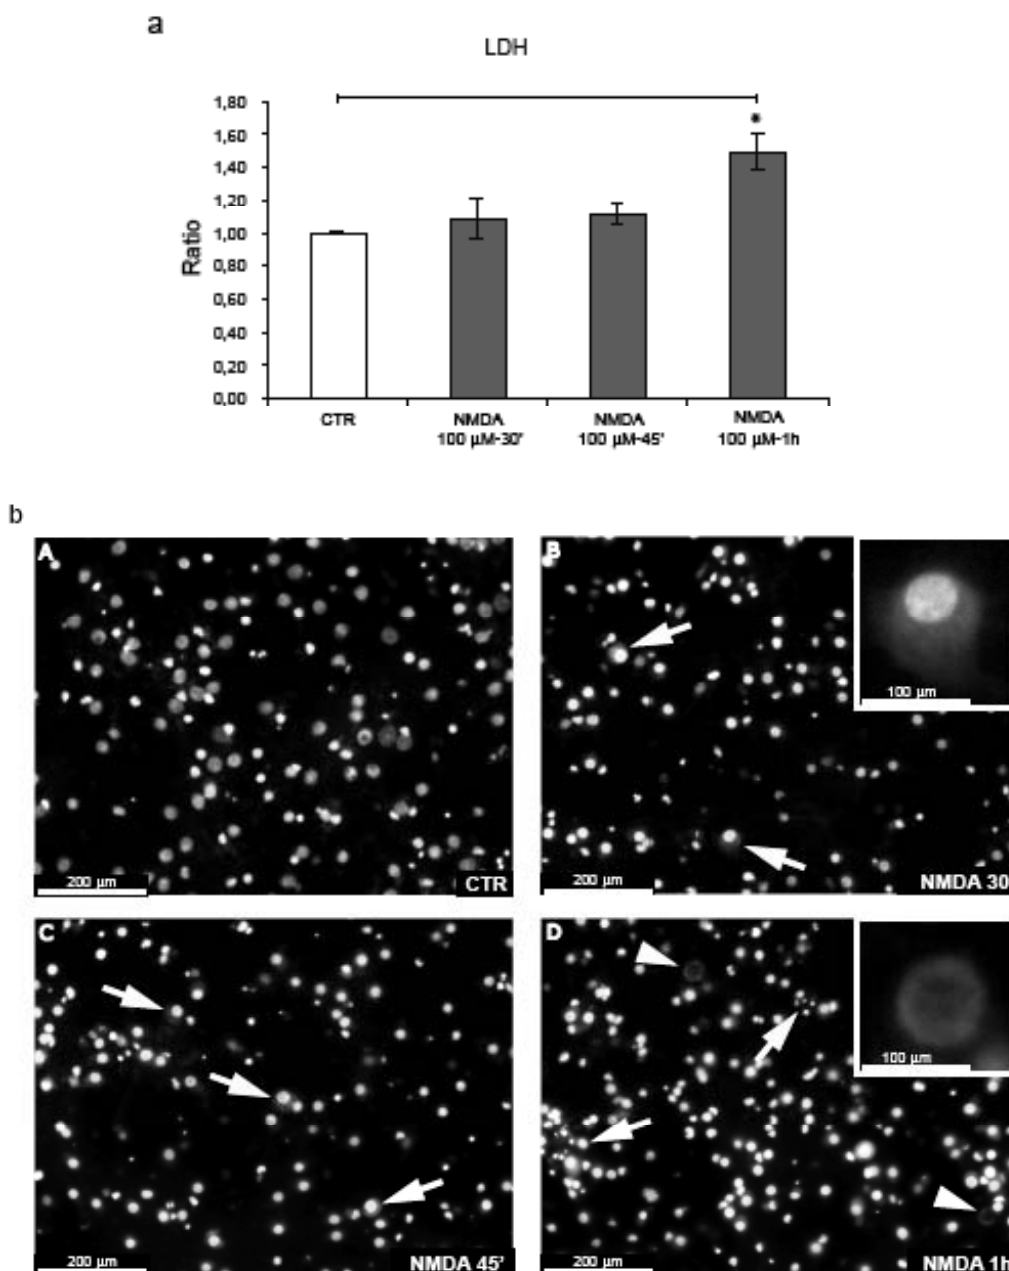 a
LDH
Ratio
1,80
1,60
1,40
1,20
1,00
0,80
0,60
0,40
0,20
0,00
*
CTR
NMDA
100 µM-30'
NMDA
100 µM-45'
NMDA
100 µM-1h
b
A
200 µm
CTR
B
100 µm
200 µm
NMDA 30
C
200 µm
NMDA 45'
D
100 µm
200 µm
NMDA 1h